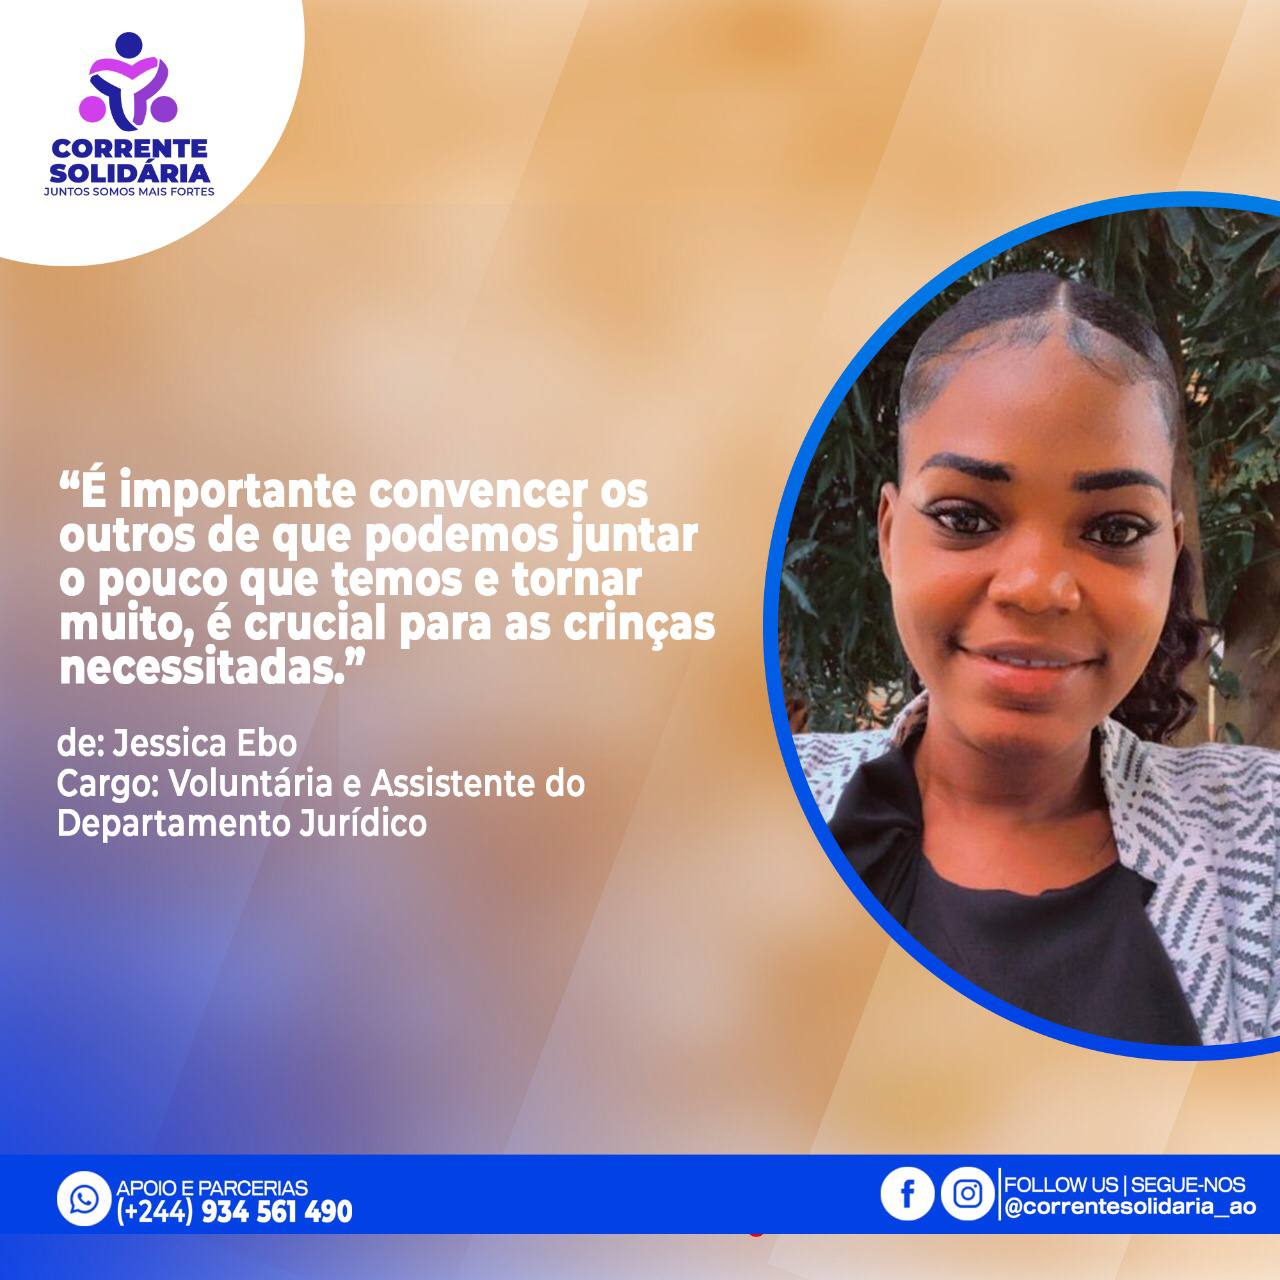 CORRENTE
SOLIDÁRIA
JUNTOS SOMOS MAIS FORTES
“É importante convencer os
outros de que podemos juntar
o pouco que temos e tornar
muito, é crucial para as crinças
necessitadas.”
de: Jessica Ebo
Cargo: Voluntária e Assistente do
Departamento Jurídico
APOIO E PARCERIAS
(+244) 934 561 490
FOLLOW US | SEGUE-NOS
@correntesolidaria_ao